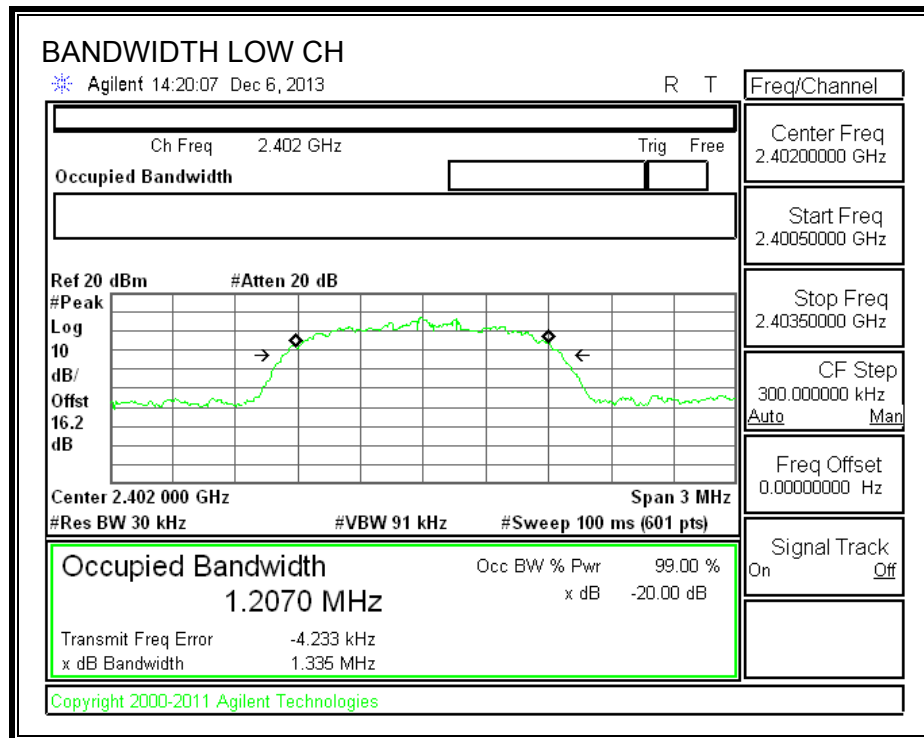 BANDWIDTH LOW CH
Agilent 14:20:07 Dec 6, 2013 R T
Freq/Channel
Ch Freq 2.402 GHz Trig Free
Occupied Bandwidth
Center Freq
2.40200000 GHz
Start Freq
2.40050000 GHz
Stop Freq
2.40350000 GHz
CF Step
300.000000 kHz
Auto Man
Freq Offset
0.00000000 Hz
Signal Track
On Off
Ref 20 dBm #Atten 20 dB
#Peak
Log
10
dB/
Offst
16.2
dB
Center 2.402 000 GHz Span 3 MHz
#Res BW 30 kHz #VBW 91 kHz #Sweep 100 ms (601 pts)
Occupied Bandwidth Occ BW % Pwr 99.00 %
1.2070 MHz x dB -20.00 dB
Transmit Freq Error -4.233 kHz
x dB Bandwidth 1.335 MHz
Copyright 2000-2011 Agilent Technologies